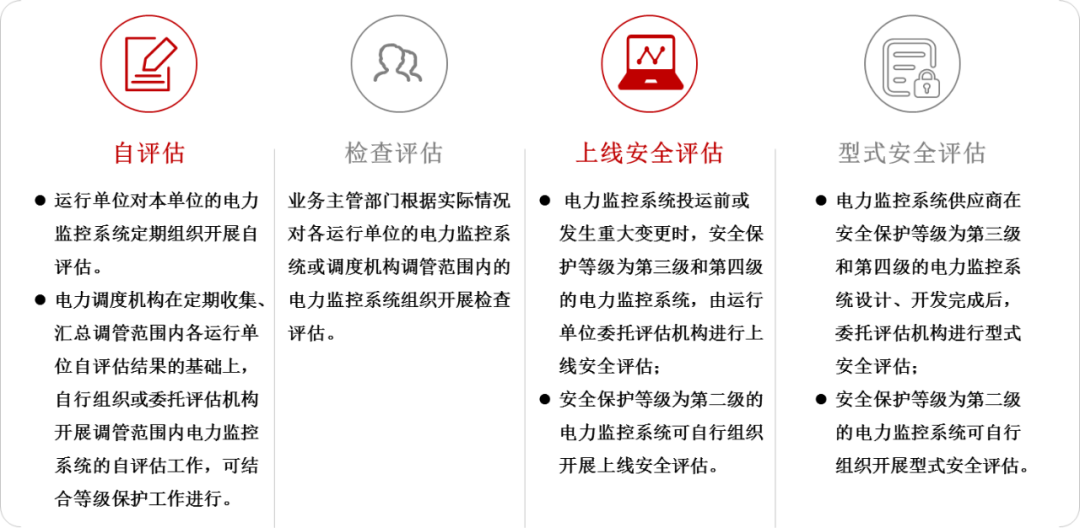 自评估
运行单位对本单位的电力
监控系统定期组织开展自
评估。
电力调度机构在定期收集、
汇总调管范围内各运行单
位自评估结果的基础上，
自行组织或委托评估机构
开展调管范围内电力监控
系统的自评估工作，可结
合等级保护工作进行。
检查评估
业务主管部门根据实际情况
对各运行单位的电力监控系
统或调度机构调管范围内的
电力监控系统组织开展检查
评估。
上线安全评估
电力监控系统投运前或
发生重大变更时，安全保
护等级为第三级和第四级
的电力监控系统，由运行
单位委托评估机构进行上
线安全评估；
安全保护等级为第二级的
电力监控系统可自行组织
开展上线安全评估。
型式安全评估
电力监控系统供应商在
安全保护等级为第三级
和第四级的电力监控系
统设计、开发完成后，
委托评估机构进行型式
安全评估；
安全保护等级为第二级
的电力监控系统可自行
组织开展型式安全评估。